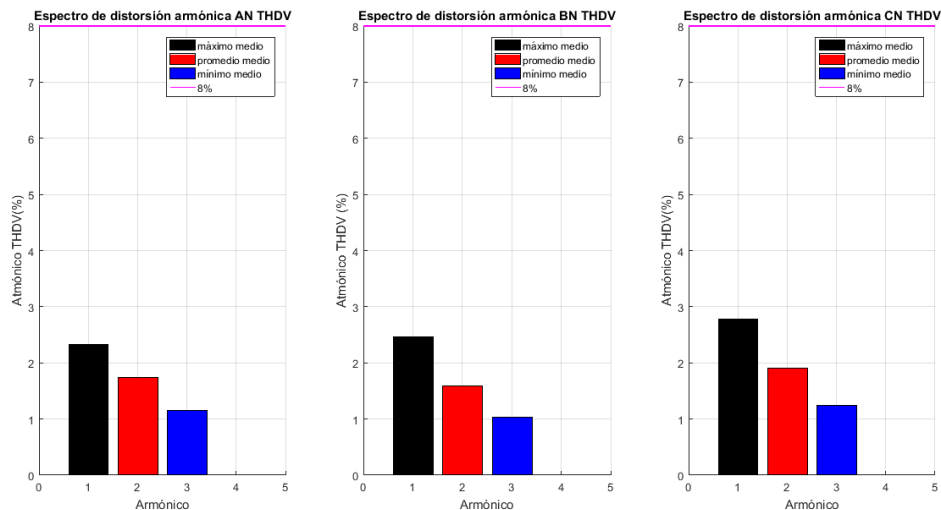 Espectro de distorsión armónica AN THDV
8
7
6
5
4
3
2
1
0
Atmónico THDV(%)
máximo medio
promedio medio
mínimo medio
8%
0 1 2 3 4 5
Armónico
Espectro de distorsión armónica BN THDV
8
7
6
5
4
3
2
1
0
Atmónico THDV (%)
máximo medio
promedio medio
mínimo medio
8%
0 1 2 3 4 5
Armónico
Espectro de distorsión armónica CN THDV
8
7
6
5
4
3
2
1
0
Atmónico THDV(%)
máximo medio
promedio medio
mínimo medio
8%
0 1 2 3 4 5
Armónico